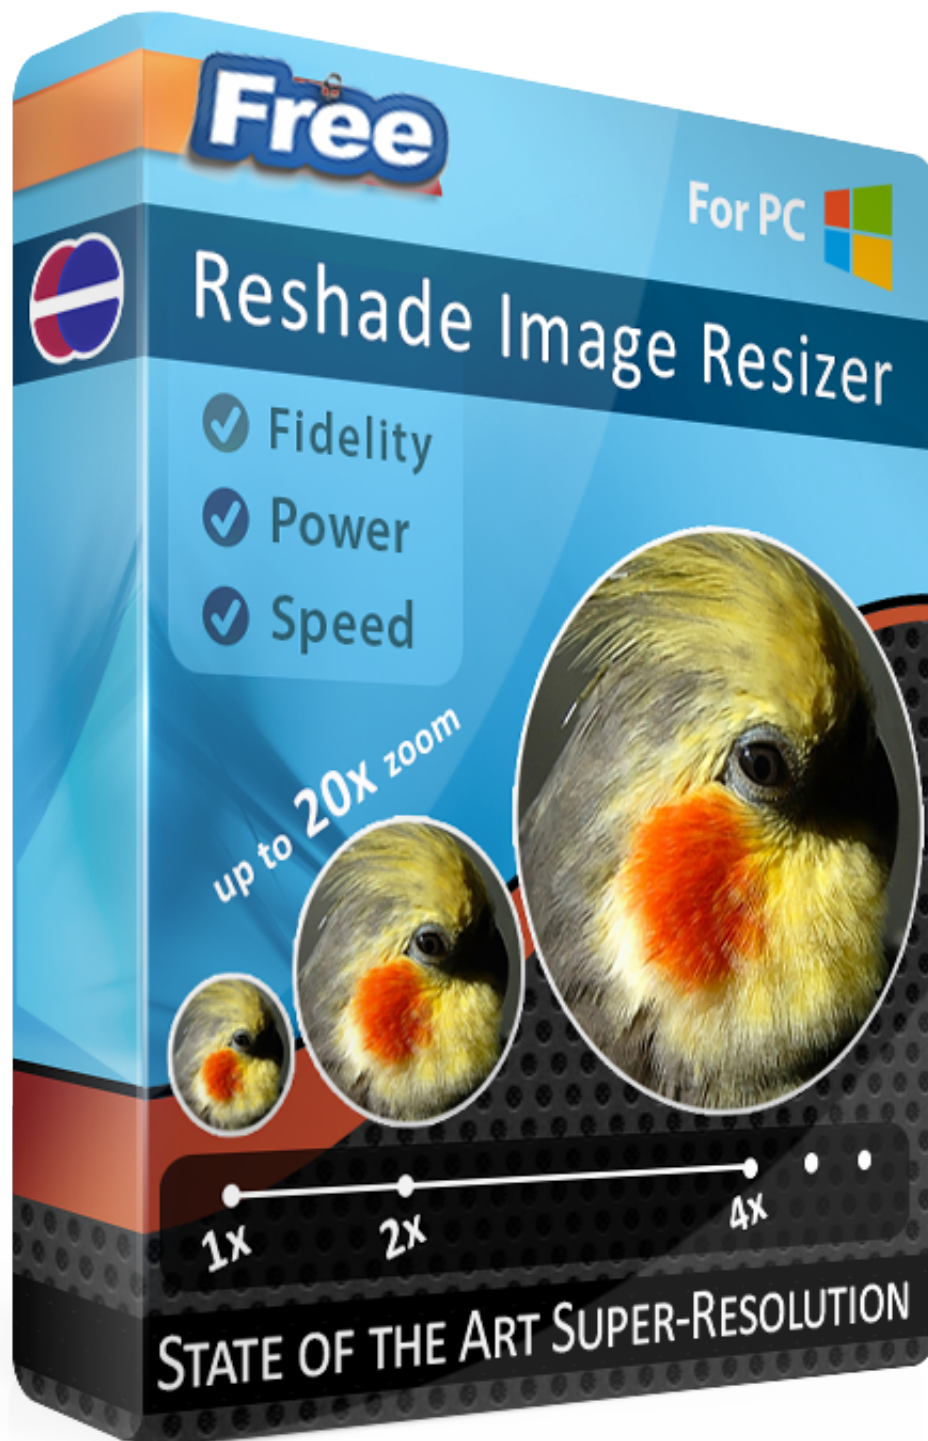 Free
For PC
Reshade Image Resizer
Fidelity
Power
Speed
up to 20x zoom
1x
2x
4x
STATE OF THE ART SUPER-RESOLUTION